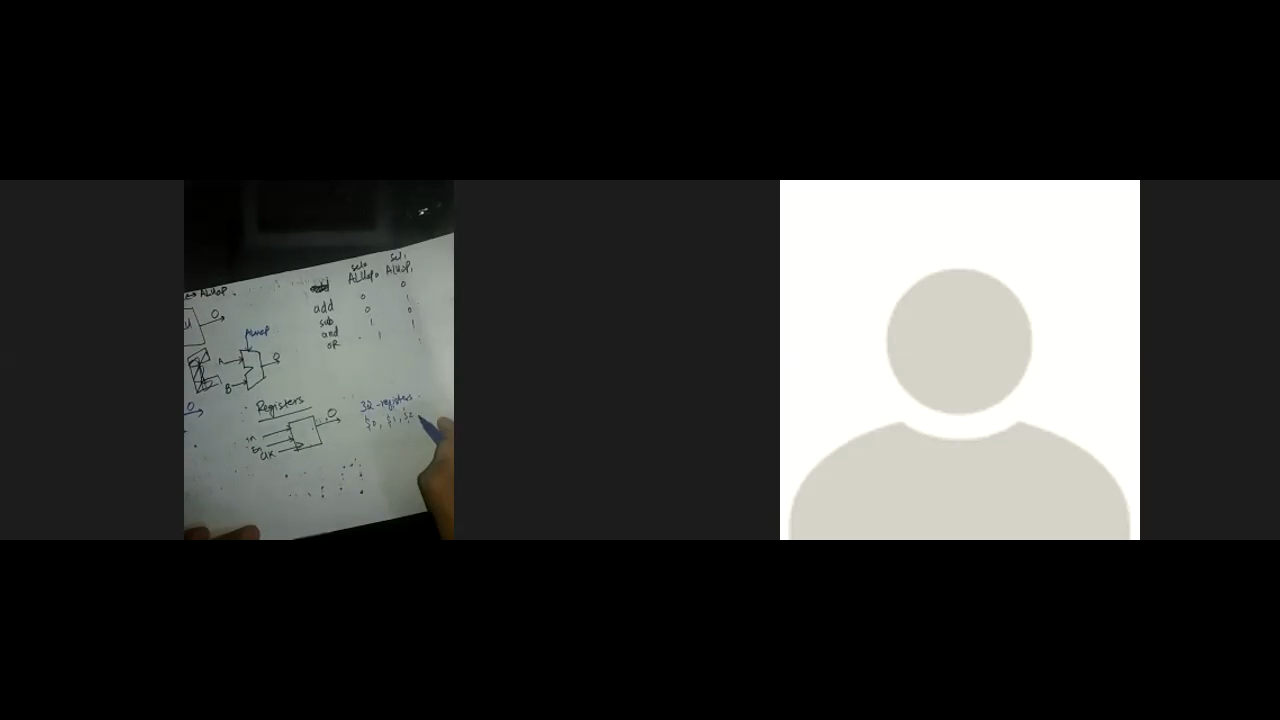 sel0 sel1
ALUOP0 ALUOP1
ALUOP
0 0
add 0 1
sub 0
and 1 1
OR 1
ALUOP
A
B
Registers
32-registers
$0, $1, $2
in
En
CLK
O